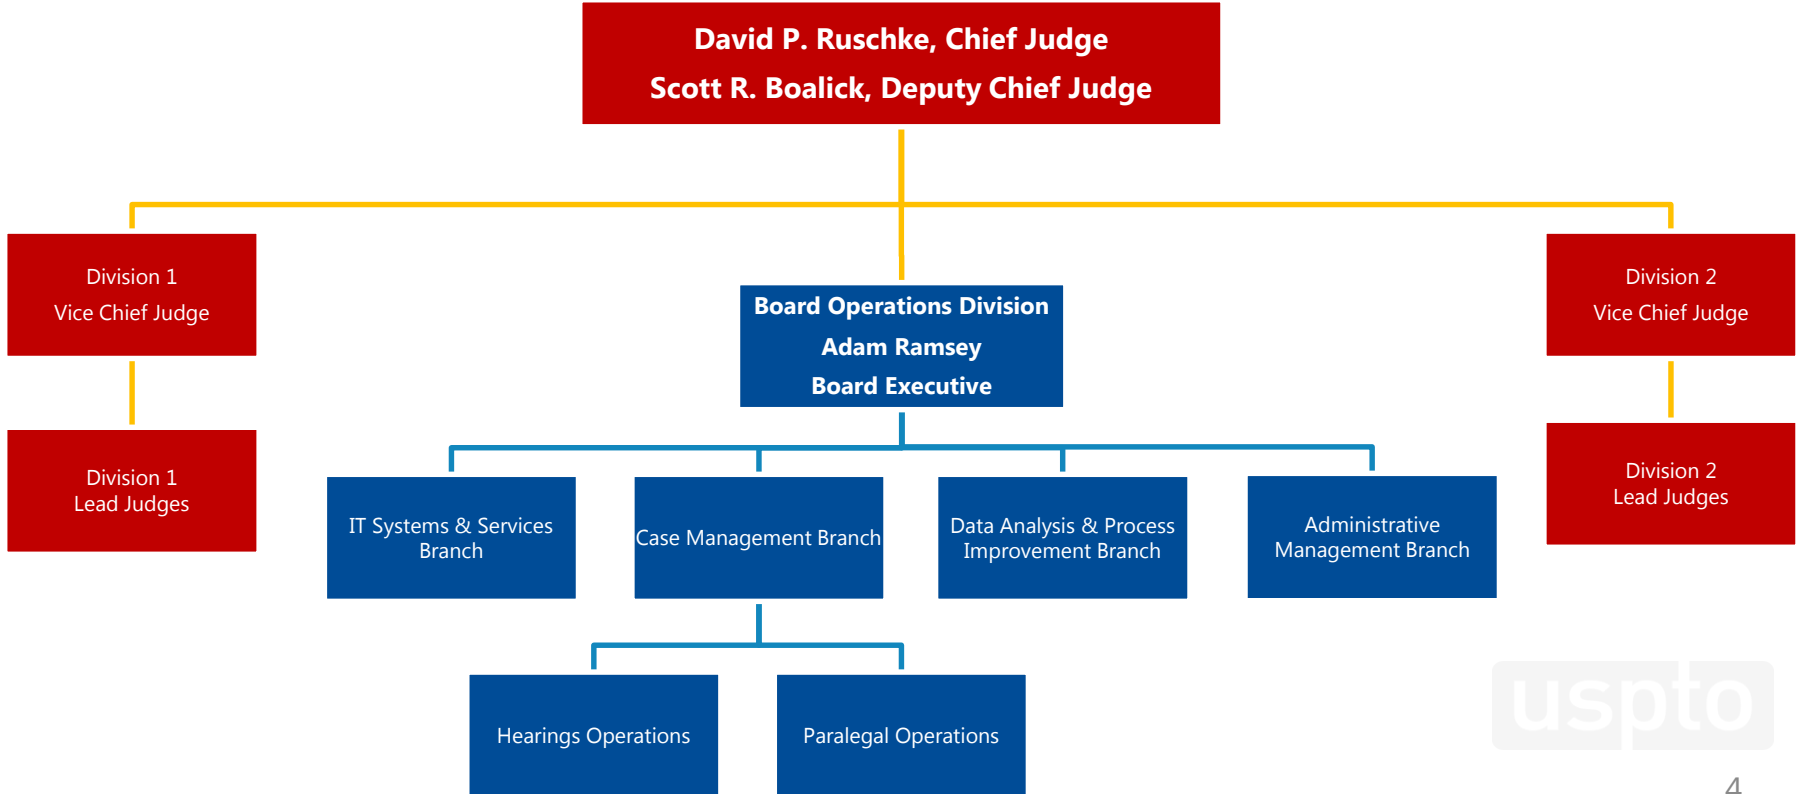 David P. Ruschke, Chief Judge
Scott R. Boalick, Deputy Chief Judge
Division 1
Vice Chief Judge
Board Operations Division
Adam Ramsey
Board Executive
Division 2
Vice Chief Judge
Division 1
Lead Judges
IT Systems & Services
Branch
Case Management Branch
Data Analysis & Process
Improvement Branch
Administrative
Management Branch
Division 2
Lead Judges
Hearings Operations
Paralegal Operations
uspto
4